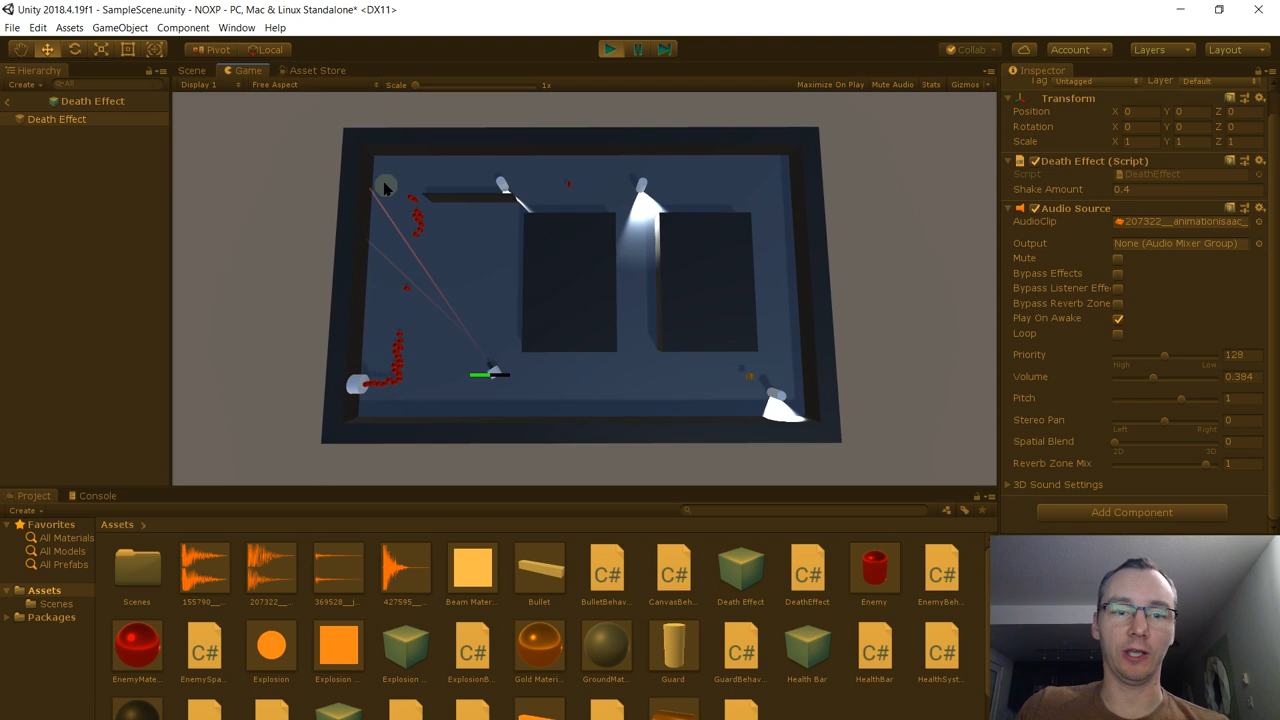 Unity 2018.4.19f1 - SampleScene.unity - NOXP - PC, Mac & Linux Standalone* <DX11>
File Edit Assets GameObject Component Window Help
Pivot Local Collab Account Layers Layout
Hierarchy Scene Game Asset Store Inspector
Create All Display 1 Free Aspect Scale 1x Maximize On Play Mute Audio Stats Gizmos Tag Untagged Layer Default
Death Effect
Death Effect
Transform
Position X 0 Y 0 Z 0
Rotation X 0 Y 0 Z 0
Scale X 1 Y 1 Z 1
Death Effect (Script)
Script DeathEffect
Shake Amount 0.4
Audio Source
AudioClip 207322__animationisaac_
Output None (Audio Mixer Group)
Mute
Bypass Effects
Bypass Listener Effe
Bypass Reverb Zone
Play On Awake
Loop
Priority 128
High Low
Volume 0.384
Pitch 1
Stereo Pan 0
Left Right
Spatial Blend 0
2D 3D
Reverb Zone Mix 1
3D Sound Settings
Add Component
Project Console
Create
Favorites
All Materials
All Models
All Prefabs
Assets
Scenes
Packages
Assets
C# C# C# C#
Scenes 155790__... 207322__... 369528__j... 427595__... Beam Mater... Bullet BulletBehav... CanvasBeh... Death Effect DeathEffect Enemy EnemyBeh...
C# C# C# C# C#
EnemyMate... EnemySpa... Explosion Explosion ... Explosion ... ExplosionB... Gold Materi... GroundMat... Guard GuardBehav... Health Bar HealthBar HealthSyst...